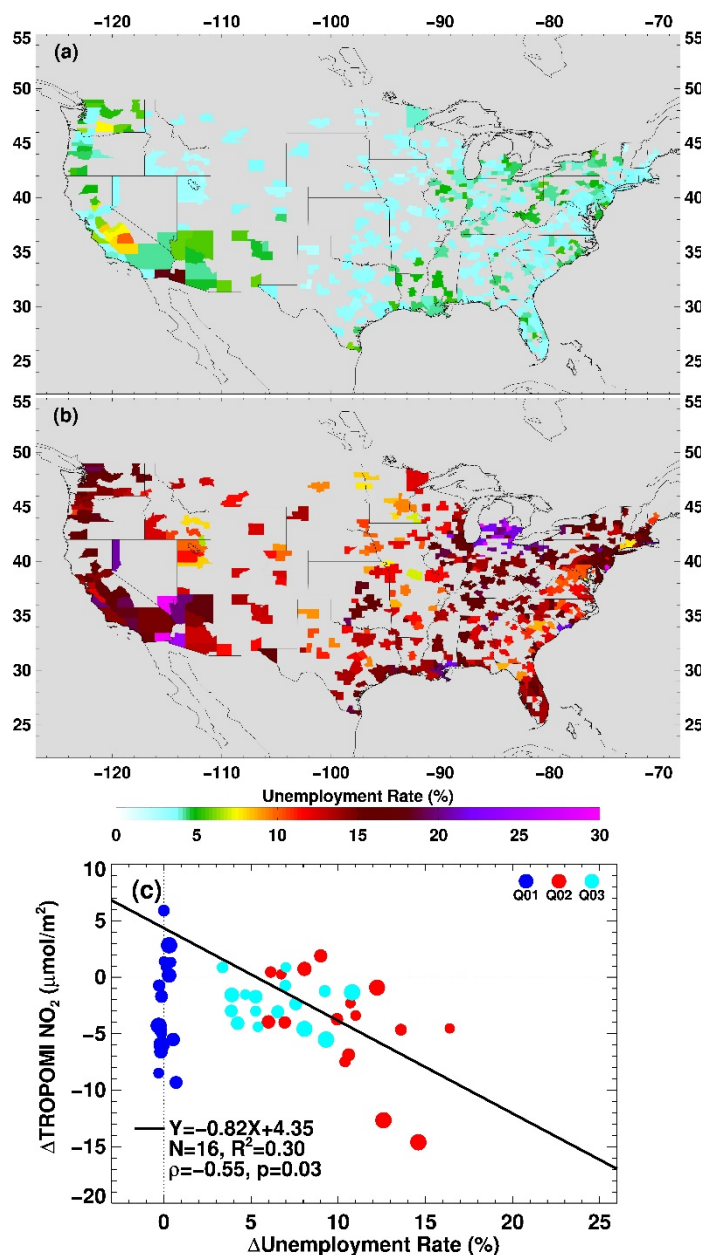 −120 −110 −100 −90 −80 −70
(a)
55 55
50 50
45 45
40 40
35 35
30 30
25 25
(b)
55 55
50 50
45 45
40 40
35 35
30 30
25 25
−120 −110 −100 −90 −80 −70
Unemployment Rate (%)
0 5 10 15 20 25 30
(c)
Q01 Q02 Q03
10
5
0
−5
−10
−15
−20
ΔTROPOMI NO₂ (μmol/m²)
Y=−0.82X+4.35
N=16, R²=0.30
ρ=−0.55, p=0.03
0 5 10 15 20 25
ΔUnemployment Rate (%)